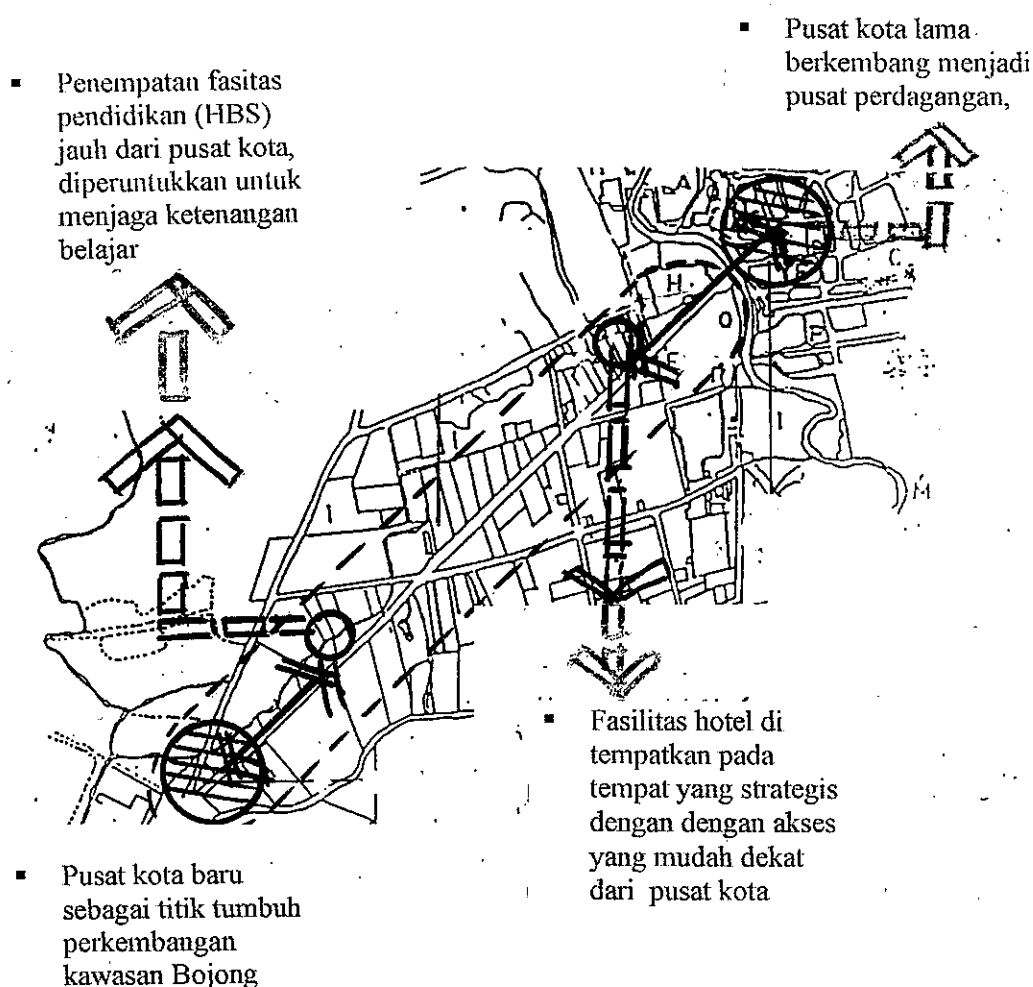 ▪ Penempatan fasitas
pendidikan (HBS)
jauh dari pusat kota,
diperuntukkan untuk
menjaga ketenangan
belajar
▪ Pusat kota lama
berkembang menjadi
pusat perdagangan,
A
H
O
C
F
I
I
M
▪ Fasilitas hotel di
tempatkan pada
tempat yang strategis
dengan dengan akses
yang mudah dekat
dari pusat kota
▪ Pusat kota baru
sebagai titik tumbuh
perkembangan
kawasan Bojong